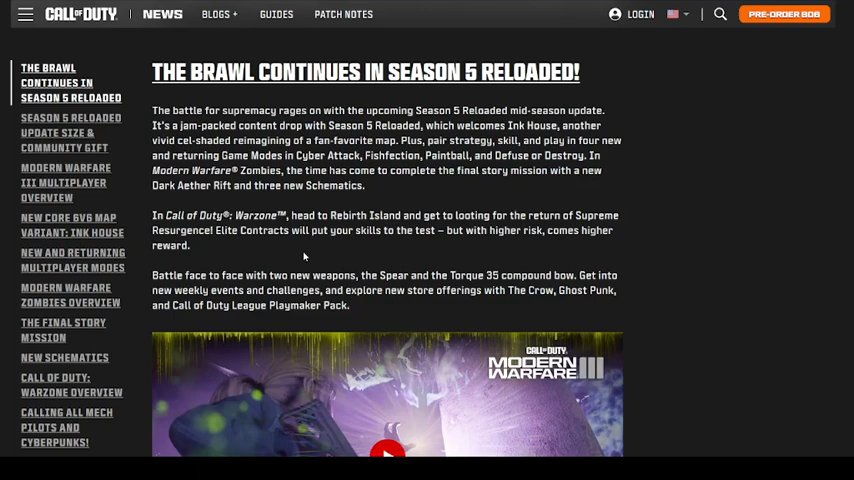 CALL OF DUTY
NEWS
BLOGS +
GUIDES
PATCH NOTES
LOGIN
PRE-ORDER BO6
THE BRAWL
CONTINUES IN
SEASON 5 RELOADED
SEASON 5 RELOADED
UPDATE SIZE &
COMMUNITY GIFT
MODERN WARFARE
III MULTIPLAYER
OVERVIEW
NEW CORE 6V6 MAP
VARIANT: INK HOUSE
NEW AND RETURNING
MULTIPLAYER MODES
MODERN WARFARE
ZOMBIES OVERVIEW
THE FINAL STORY
MISSION
NEW SCHEMATICS
CALL OF DUTY:
WARZONE OVERVIEW
CALLING ALL MECH
PILOTS AND
CYBERPUNKS!
THE BRAWL CONTINUES IN SEASON 5 RELOADED!
The battle for supremacy rages on with the upcoming Season 5 Reloaded mid-season update.
It's a jam-packed content drop with Season 5 Reloaded, which welcomes Ink House, another
vivid cel-shaded reimagining of a fan-favorite map. Plus, pair strategy, skill, and play in four new
and returning Game Modes in Cyber Attack, Fishfection, Paintball, and Defuse or Destroy. In
Modern Warfare® Zombies, the time has come to complete the final story mission with a new
Dark Aether Rift and three new Schematics.
In Call of Duty®: Warzone™, head to Rebirth Island and get to looting for the return of Supreme
Resurgence! Elite Contracts will put your skills to the test – but with higher risk, comes higher
reward.
Battle face to face with two new weapons, the Spear and the Torque 35 compound bow. Get into
new weekly events and challenges, and explore new store offerings with The Crow, Ghost Punk,
and Call of Duty League Playmaker Pack.
CALL OF DUTY
MODERN
WARFARE III